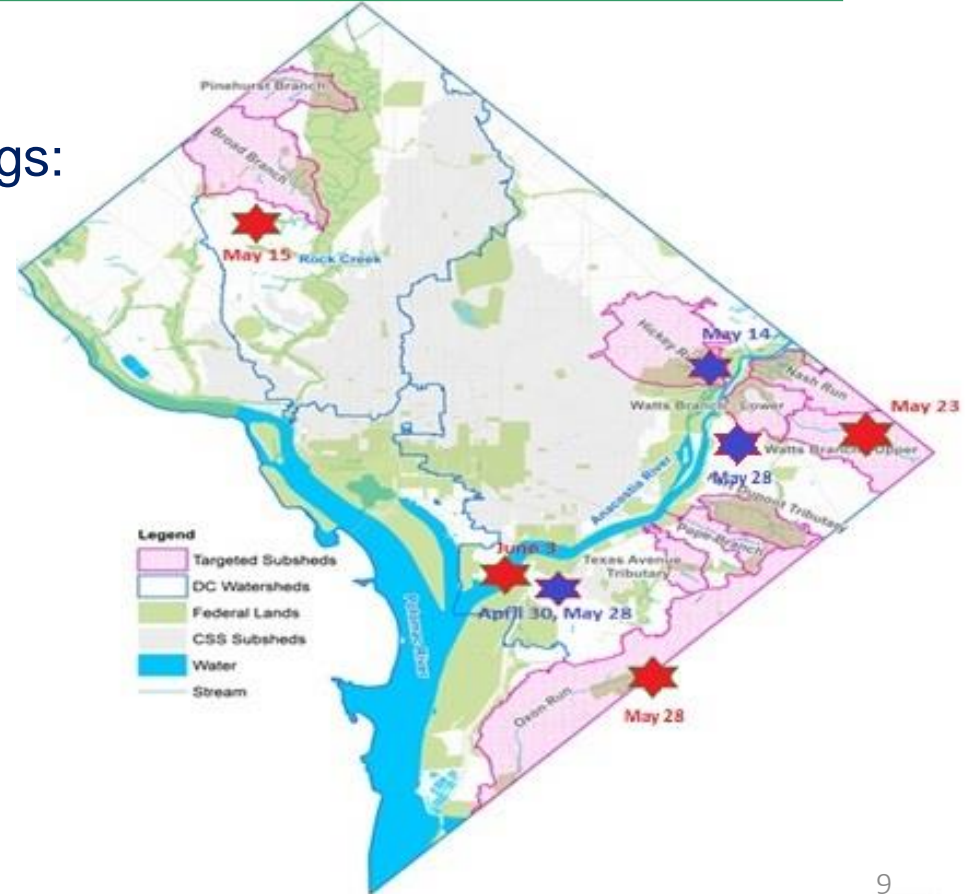 gs:
Pinehurst Branch
Broad Branch
May 15
Rock Creek
Hickey Run
May 14
Nash Run
May 23
Watts Branch - Lower
Watts Branch - Upper
May 28
Anacostia River
Dupont Tributary
Pope Branch
Texas Avenue
Tributary
June 3
April 30, May 28
Potomac River
Oxon Run
May 28
Legend
Targeted Subsheds
DC Watersheds
Federal Lands
CSS Subsheds
Water
Stream
9